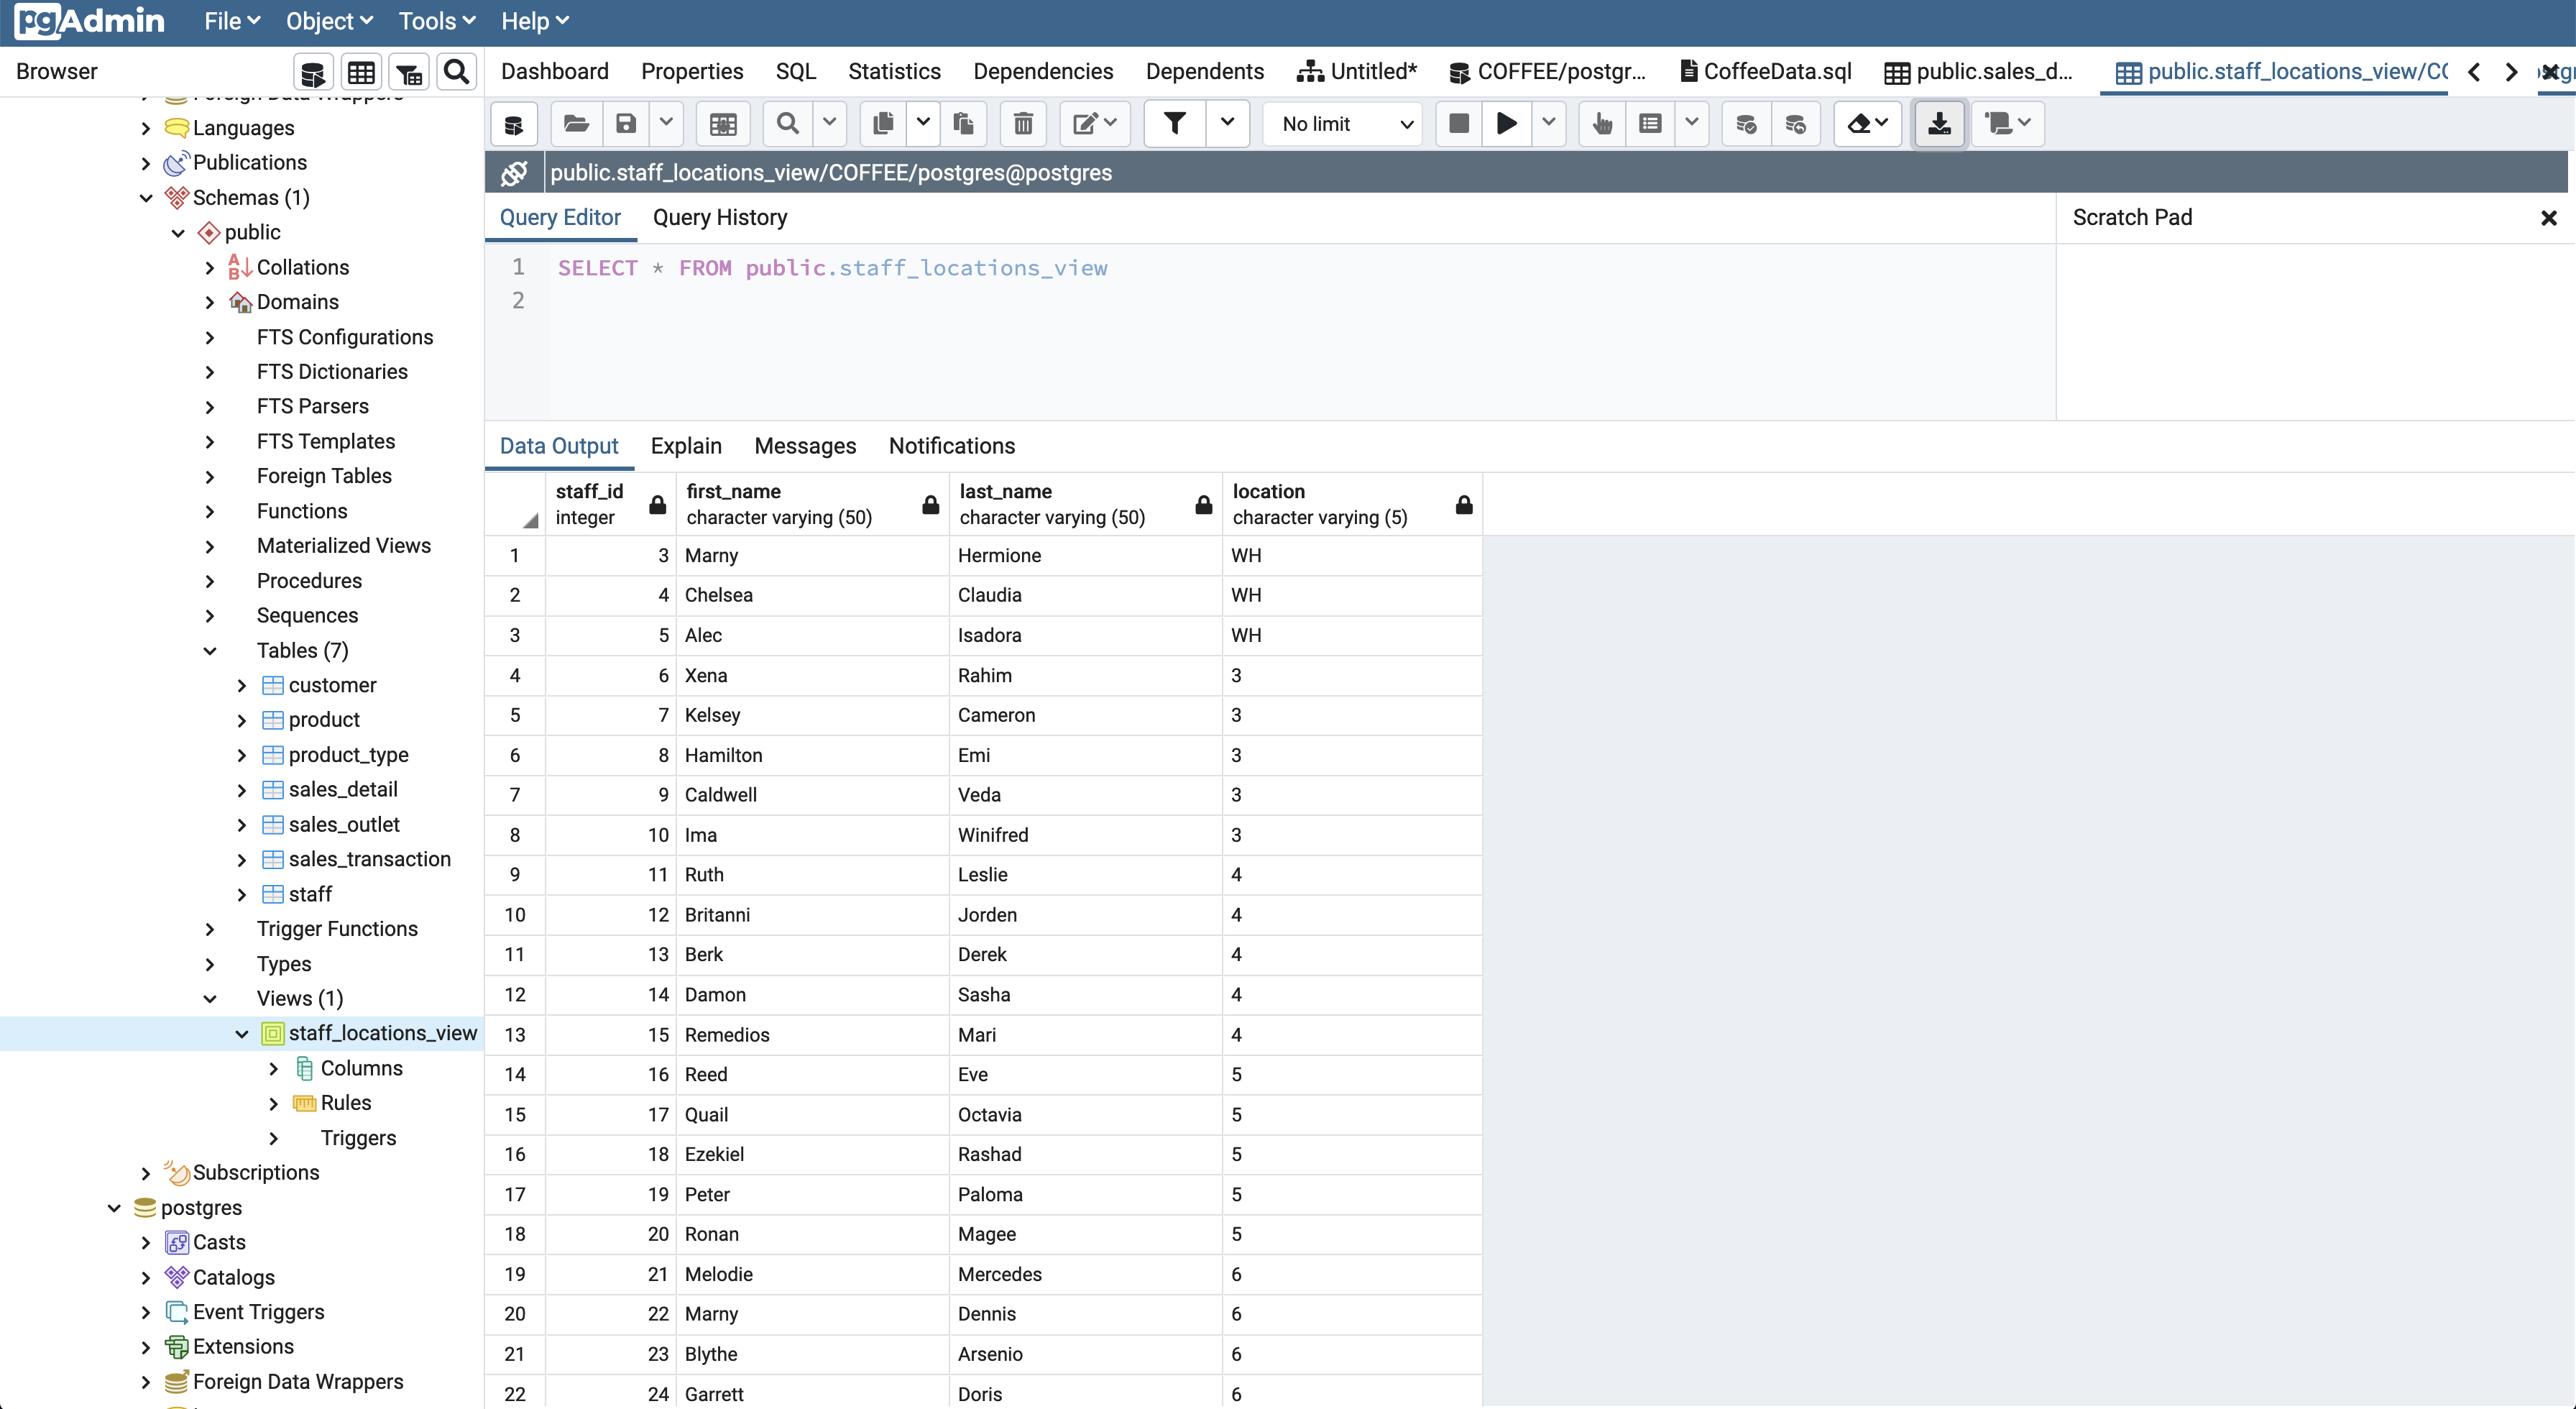 pgAdmin File Object Tools Help
Browser
Dashboard Properties SQL Statistics Dependencies Dependents Untitled* COFFEE/postgr... CoffeeData.sql public.sales_d... public.staff_locations_view/CO
No limit
public.staff_locations_view/COFFEE/postgres@postgres
Query Editor Query History
Scratch Pad
1 SELECT * FROM public.staff_locations_view
2
Data Output Explain Messages Notifications
staff_id first_name last_name location
integer character varying (50) character varying (50) character varying (5)
1 3 Marny Hermione WH
2 4 Chelsea Claudia WH
3 5 Alec Isadora WH
4 6 Xena Rahim 3
5 7 Kelsey Cameron 3
6 8 Hamilton Emi 3
7 9 Caldwell Veda 3
8 10 Ima Winifred 3
9 11 Ruth Leslie 4
10 12 Britanni Jorden 4
11 13 Berk Derek 4
12 14 Damon Sasha 4
13 15 Remedios Mari 4
14 16 Reed Eve 5
15 17 Quail Octavia 5
16 18 Ezekiel Rashad 5
17 19 Peter Paloma 5
18 20 Ronan Magee 5
19 21 Melodie Mercedes 6
20 22 Marny Dennis 6
21 23 Blythe Arsenio 6
22 24 Garrett Doris 6
Foreign Data Wrappers
Languages
Publications
Schemas (1)
public
Collations
Domains
FTS Configurations
FTS Dictionaries
FTS Parsers
FTS Templates
Foreign Tables
Functions
Materialized Views
Procedures
Sequences
Tables (7)
customer
product
product_type
sales_detail
sales_outlet
sales_transaction
staff
Trigger Functions
Types
Views (1)
staff_locations_view
Columns
Rules
Triggers
Subscriptions
postgres
Casts
Catalogs
Event Triggers
Extensions
Foreign Data Wrappers